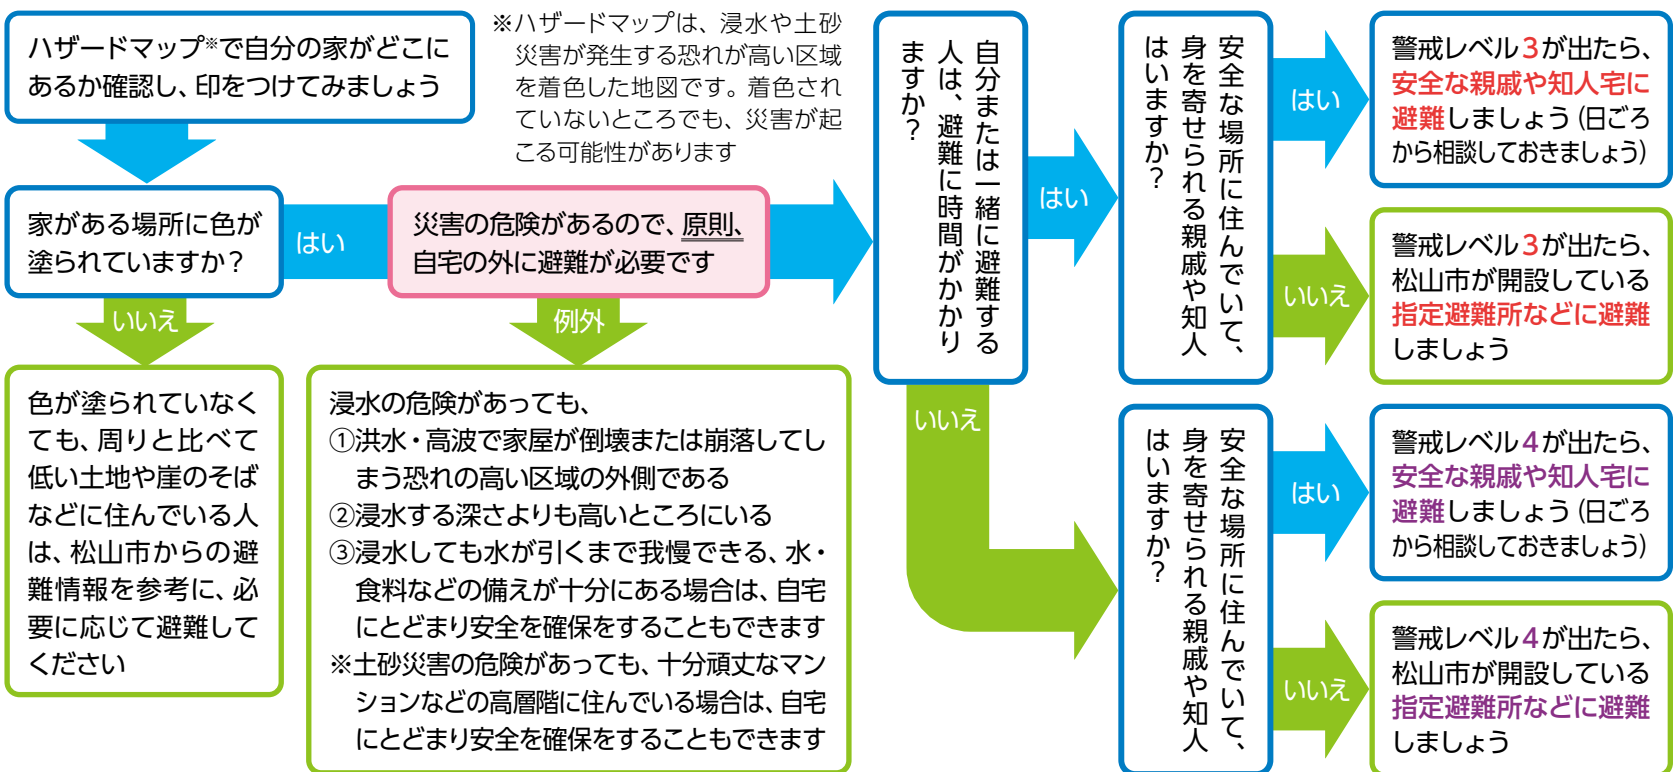 ハザードマップ※で自分の家がどこに
あるか確認し、印をつけてみましょう
※ハザードマップは、浸水や土砂
災害が発生する恐れが高い区域
を着色した地図です。着色され
ていないところでも、災害が起
こる可能性があります
家がある場所に色が
塗られていますか?
はい
災害の危険があるので、原則、
自宅の外に避難が必要です
いいえ
例外
色が塗られていなく
ても、周りと比べて
低い土地や崖のそば
などに住んでいる人
は、松山市からの避
難情報を参考に、必
要に応じて避難して
ください
浸水の危険があっても、
①洪水・高波で家屋が倒壊または崩落してし
まう恐れの高い区域の外側である
②浸水する深さよりも高いところにいる
③浸水しても水が引くまで我慢できる、水・
食料などの備えが十分にある場合は、自宅
にとどまり安全を確保をすることもできます
※土砂災害の危険があっても、十分頑丈なマン
ションなどの高層階に住んでいる場合は、自宅
にとどまり安全を確保をすることもできます
自分または一緒に避難する
人は、避難に時間がかかり
ますか?
はい
安全な場所に住んでいて、
身を寄せられる親戚や知人
はいますか?
はい
警戒レベル3が出たら、
安全な親戚や知人宅に
避難しましょう(日ごろ
から相談しておきましょう)
いいえ
警戒レベル3が出たら、
松山市が開設している
指定避難所などに避難
しましょう
いいえ
安全な場所に住んでいて、
身を寄せられる親戚や知人
はいますか?
はい
警戒レベル4が出たら、
安全な親戚や知人宅に
避難しましょう(日ごろ
から相談しておきましょう)
いいえ
警戒レベル4が出たら、
松山市が開設している
指定避難所などに避難
しましょう